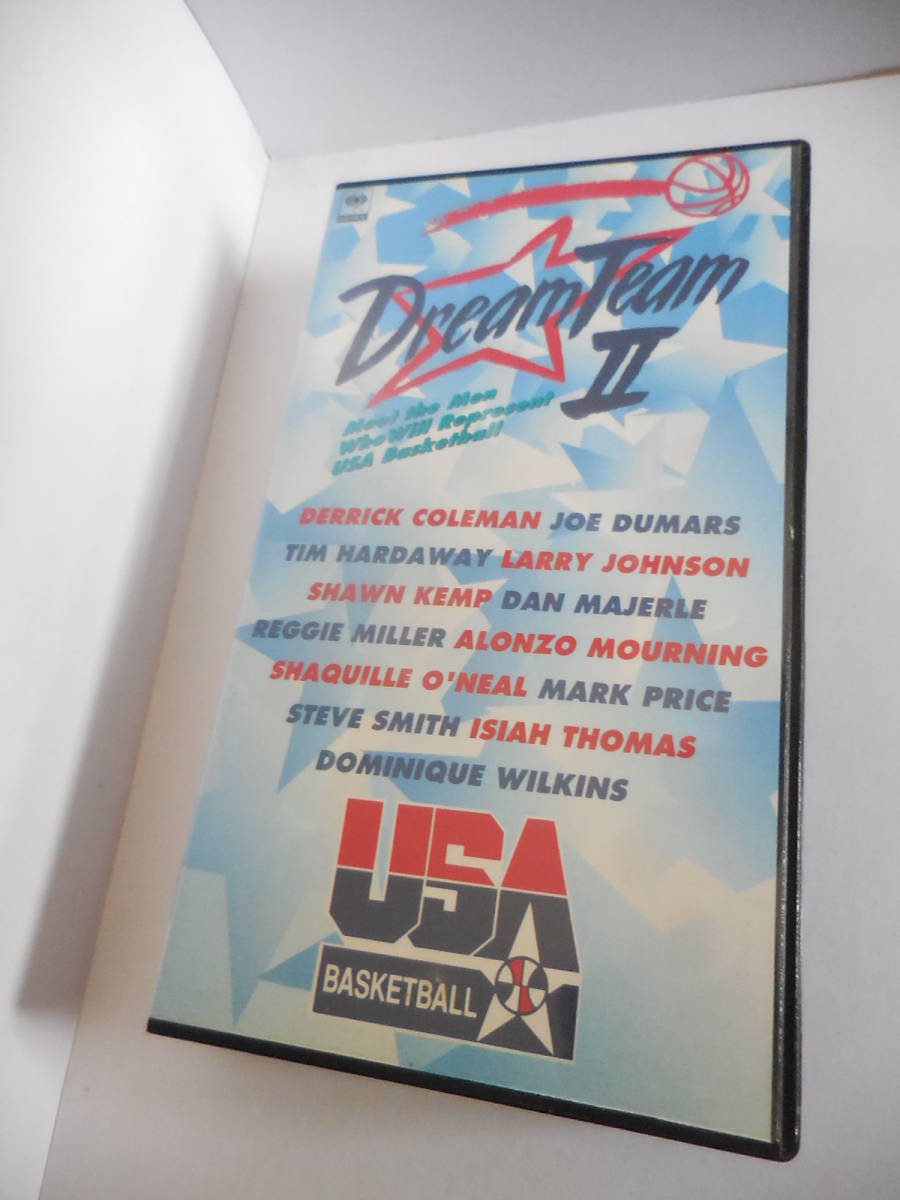 Dream Team
II
Meet the Men
Who Will Represent
USA Basketball
DERRICK COLEMAN JOE DUMARS
TIM HARDAWAY LARRY JOHNSON
SHAWN KEMP DAN MAJERLE
REGGIE MILLER ALONZO MOURNING
SHAQUILLE O'NEAL MARK PRICE
STEVE SMITH ISIAH THOMAS
DOMINIQUE WILKINS
USA
BASKETBALL